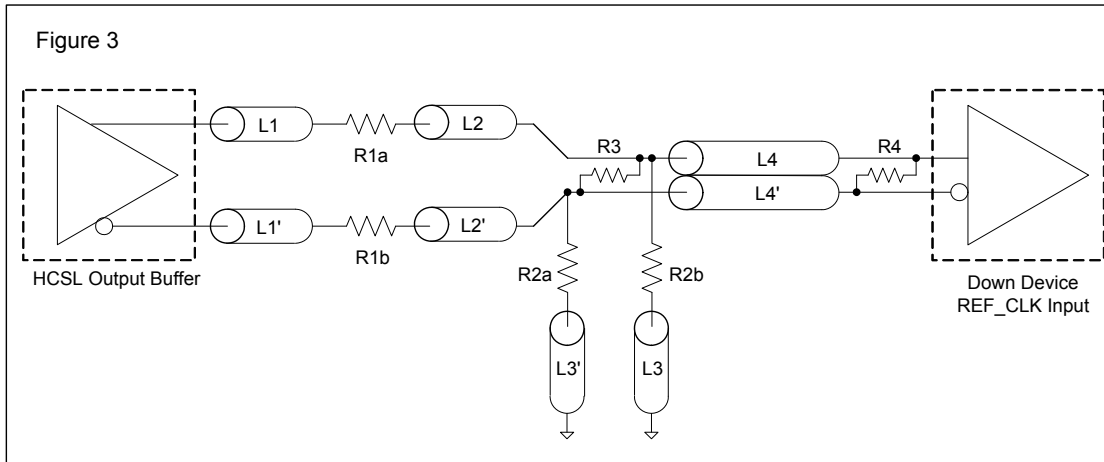 Figure 3
L1
R1a
L2
R3
L4
R4
L1'
R1b
L2'
L4'
HCSL Output Buffer
R2a
R2b
Down Device
REF_CLK Input
L3'
L3